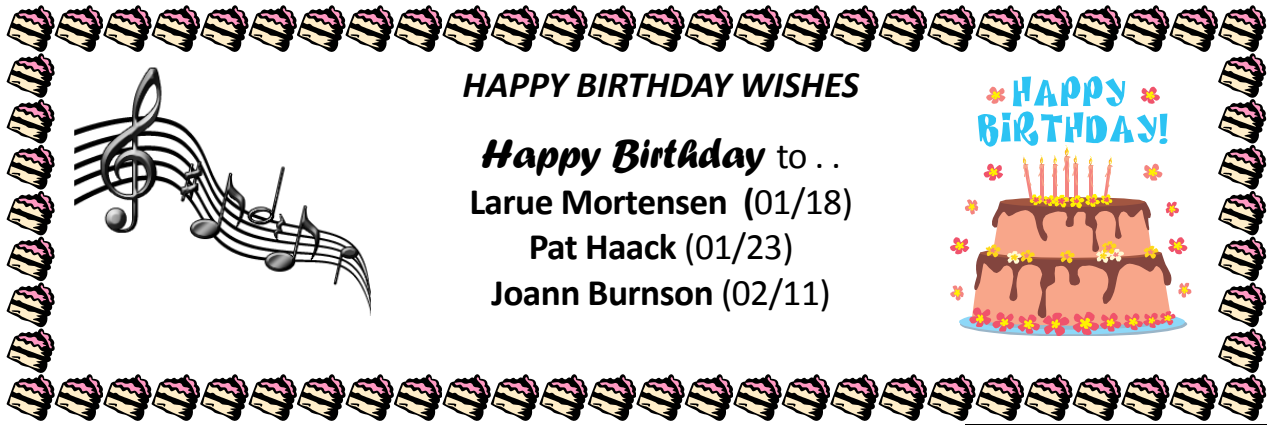 HAPPY BIRTHDAY WISHES
Happy Birthday to . .
Larue Mortensen  (01/18)
Pat Haack (01/23)
Joann Burnson (02/11)
HAPPY
BIRTHDAY!